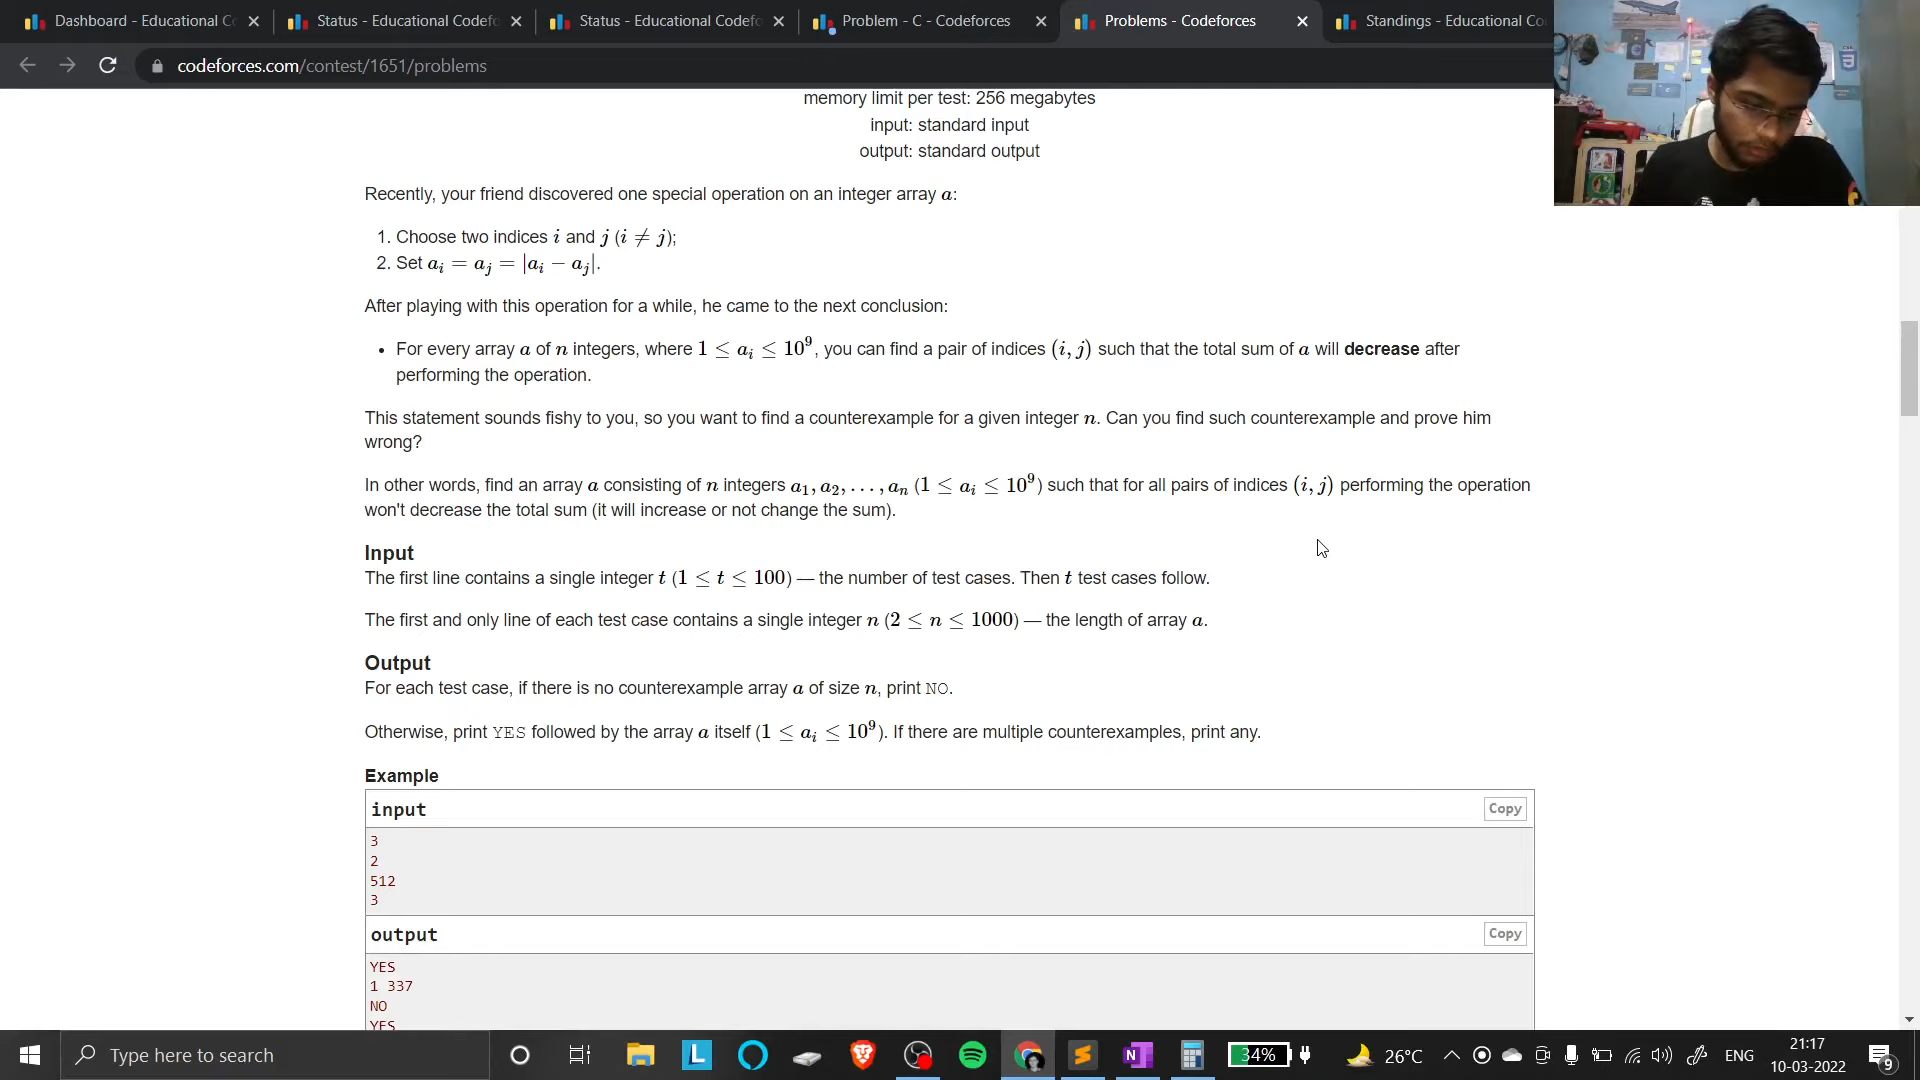 Dashboard - Educational Co
Status - Educational Codefo
Status - Educational Codefo
Problem - C - Codeforces
Problems - Codeforces
Standings - Educational Co
codeforces.com/contest/1651/problems
memory limit per test: 256 megabytes
input: standard input
output: standard output
Recently, your friend discovered one special operation on an integer array a:
1. Choose two indices i and j (i ≠ j);
2. Set a_i = a_j = |a_i − a_j|.
After playing with this operation for a while, he came to the next conclusion:
• For every array a of n integers, where 1 ≤ a_i ≤ 10^9, you can find a pair of indices (i, j) such that the total sum of a will decrease after
performing the operation.
This statement sounds fishy to you, so you want to find a counterexample for a given integer n. Can you find such counterexample and prove him
wrong?
In other words, find an array a consisting of n integers a_1, a_2, …, a_n (1 ≤ a_i ≤ 10^9) such that for all pairs of indices (i, j) performing the operation
won't decrease the total sum (it will increase or not change the sum).
Input
The first line contains a single integer t (1 ≤ t ≤ 100) — the number of test cases. Then t test cases follow.
The first and only line of each test case contains a single integer n (2 ≤ n ≤ 1000) — the length of array a.
Output
For each test case, if there is no counterexample array a of size n, print NO.
Otherwise, print YES followed by the array a itself (1 ≤ a_i ≤ 10^9). If there are multiple counterexamples, print any.
Example
input
Copy
3
2
512
3
output
Copy
YES
1 337
NO
YES
Type here to search
L
N
34%
26°C
ENG
21:17
10-03-2022
9